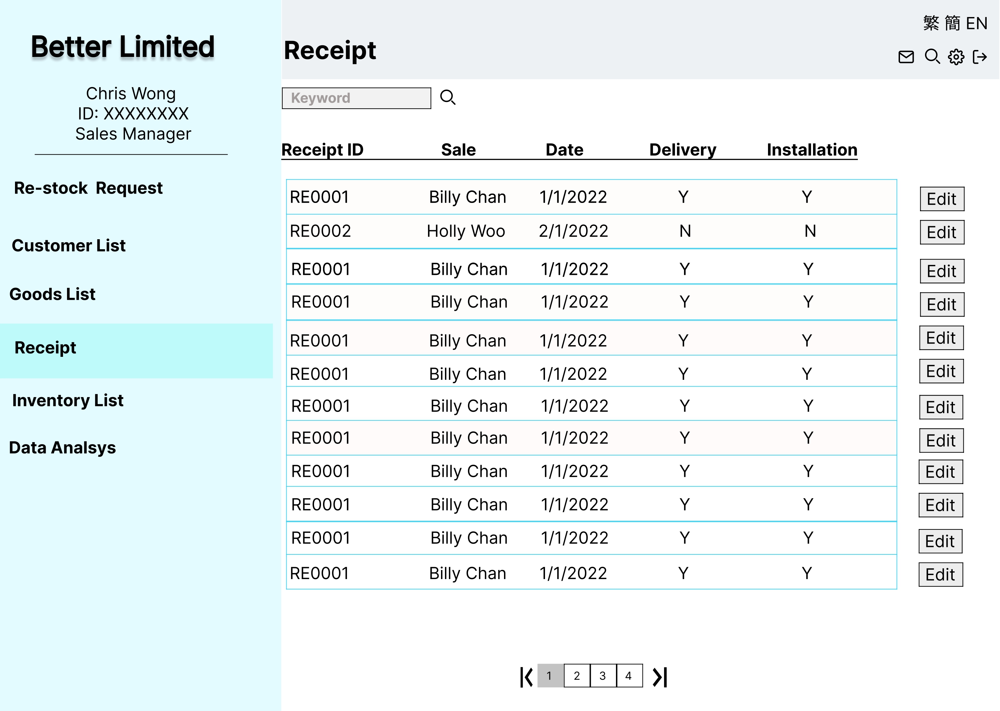 Better Limited
Chris Wong
ID: XXXXXXXX
Sales Manager
Re-stock Request
Customer List
Goods List
Receipt
Inventory List
Data Analsys
繁 簡 EN
Receipt
Keyword
Receipt ID Sale Date Delivery Installation
RE0001 Billy Chan 1/1/2022 Y Y Edit
RE0002 Holly Woo 2/1/2022 N N Edit
RE0001 Billy Chan 1/1/2022 Y Y Edit
RE0001 Billy Chan 1/1/2022 Y Y Edit
RE0001 Billy Chan 1/1/2022 Y Y Edit
RE0001 Billy Chan 1/1/2022 Y Y Edit
RE0001 Billy Chan 1/1/2022 Y Y Edit
RE0001 Billy Chan 1/1/2022 Y Y Edit
RE0001 Billy Chan 1/1/2022 Y Y Edit
RE0001 Billy Chan 1/1/2022 Y Y Edit
RE0001 Billy Chan 1/1/2022 Y Y Edit
RE0001 Billy Chan 1/1/2022 Y Y Edit
1 2 3 4